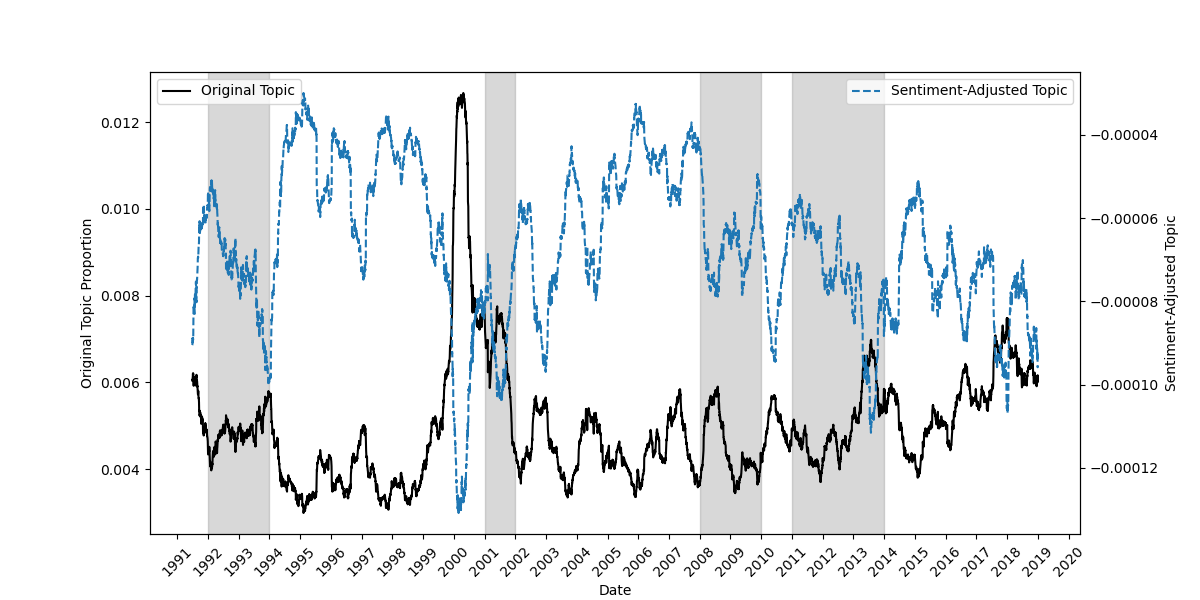 Original Topic
Sentiment-Adjusted Topic
0.012
0.010
0.008
0.006
0.004
Original Topic Proportion
−0.00004
−0.00006
−0.00008
−0.00010
−0.00012
Sentiment-Adjusted Topic
1991 1992 1993 1994 1995 1996 1997 1998 1999 2000 2001 2002 2003 2004 2005 2006 2007 2008 2009 2010 2011 2012 2013 2014 2015 2016 2017 2018 2019 2020
Date